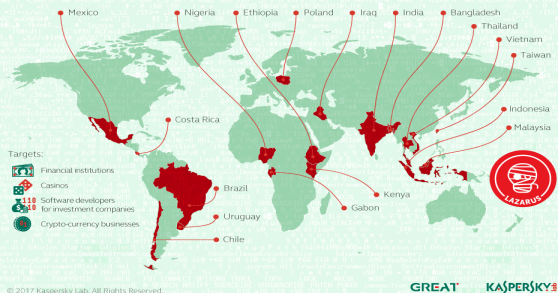 Mexico
Nigeria
Ethiopia
Poland
Iraq
India
Bangladesh
Thailand
Vietnam
Taiwan
Indonesia
Malaysia
Costa Rica
Targets:
Financial institutions
Casinos
Software developers
for investment companies
Crypto-currency businesses
Brazil
Uruguay
Chile
Kenya
Gabon
LAZARUS
© 2017 Kaspersky Lab. All Rights Reserved.
GREAT
KASPERSKY